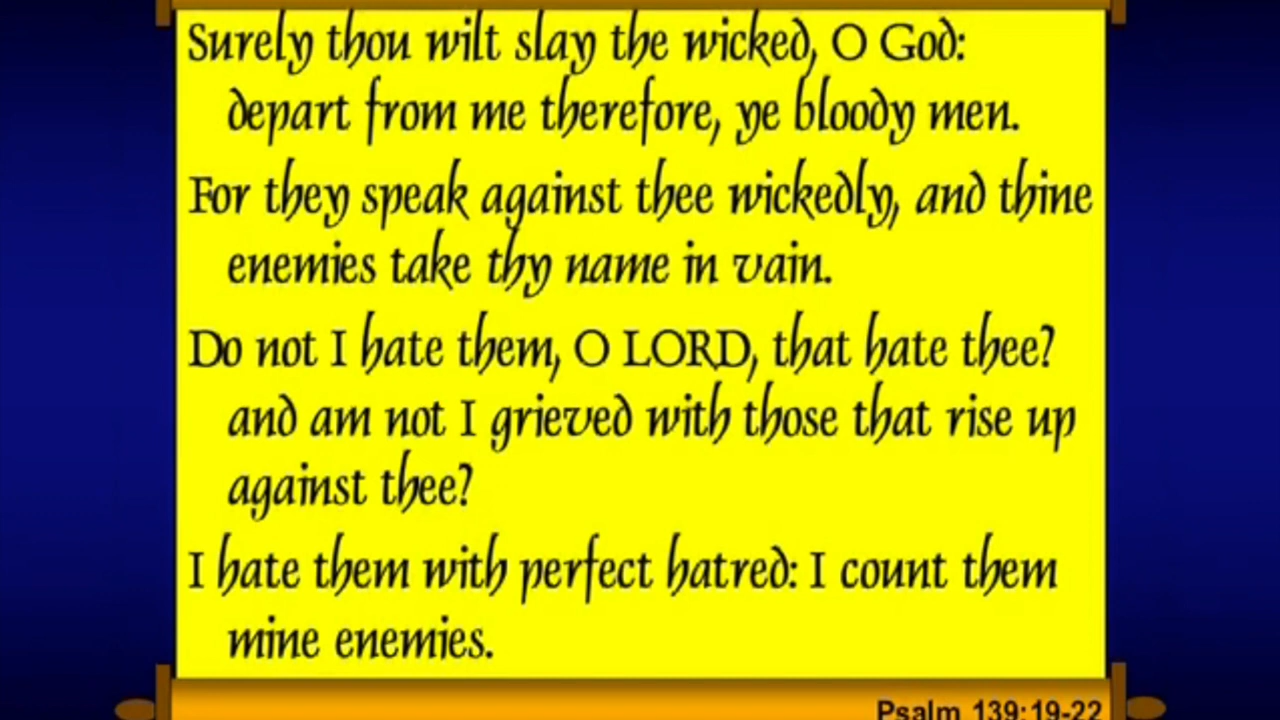 Surely thou wilt slay the wicked, O God:
depart from me therefore, ye bloody men.
For they speak against thee wickedly, and thine
enemies take thy name in vain.
Do not I hate them, O LORD, that hate thee?
and am not I grieved with those that rise up
against thee?
I hate them with perfect hatred: I count them
mine enemies.
Psalm 139:19-22